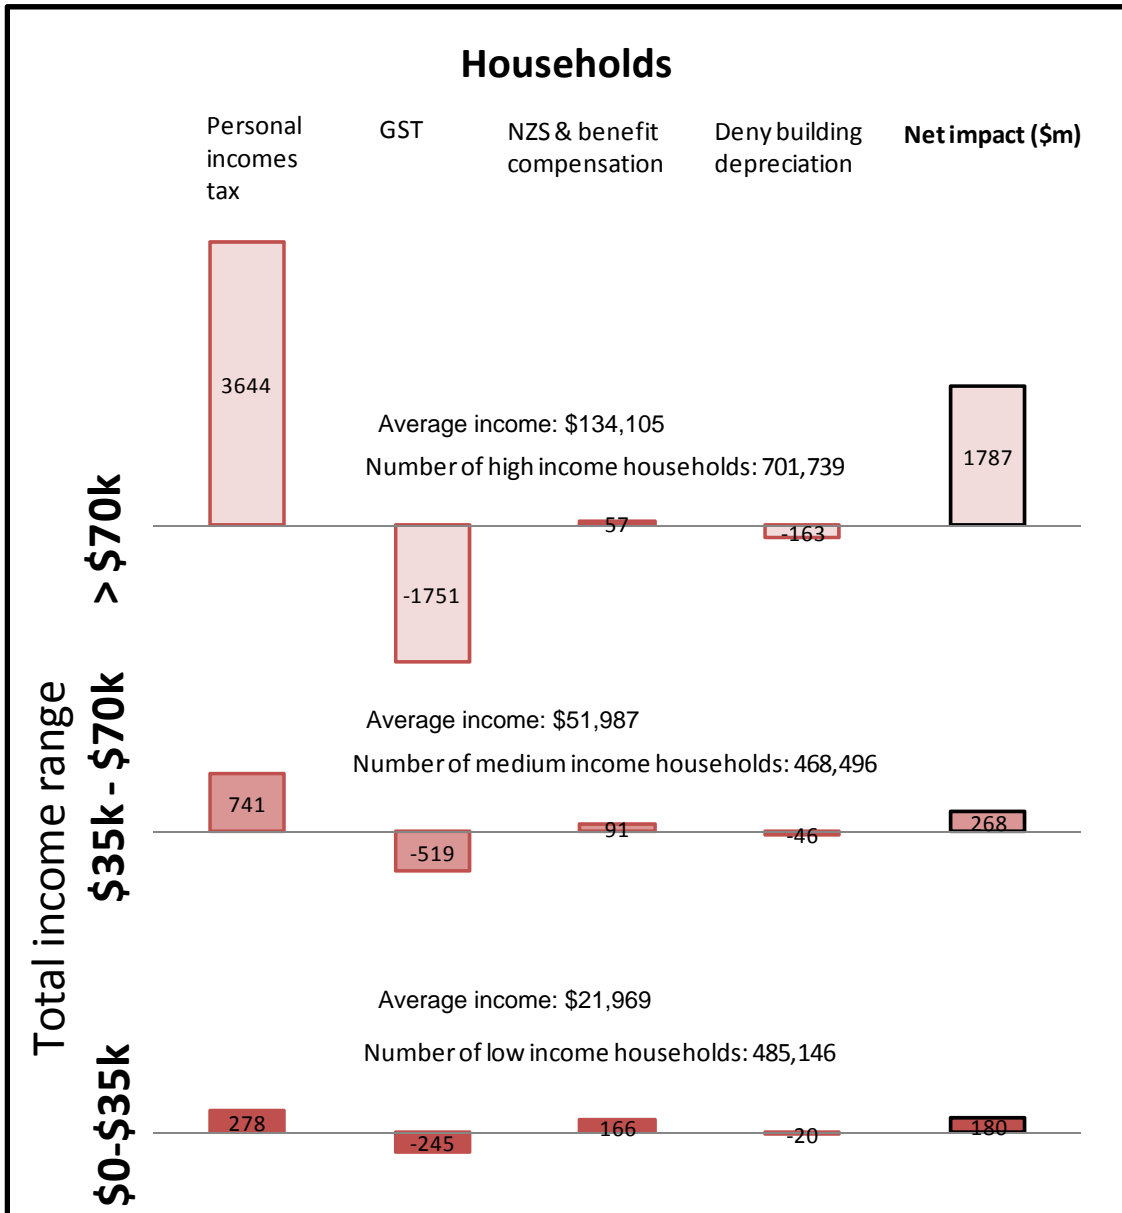 Households
Personal
incomes
tax
GST
NZS & benefit
compensation
Deny building
depreciation
Net impact ($m)
3644
Average income: $134,105
Number of high income households: 701,739
1787
57
-163
-1751
> $70k
Average income: $51,987
Number of medium income households: 468,496
741
-519
91
-46
268
$35k - $70k
Total income range
Average income: $21,969
Number of low income households: 485,146
278
-245
166
-20
180
$0-$35k